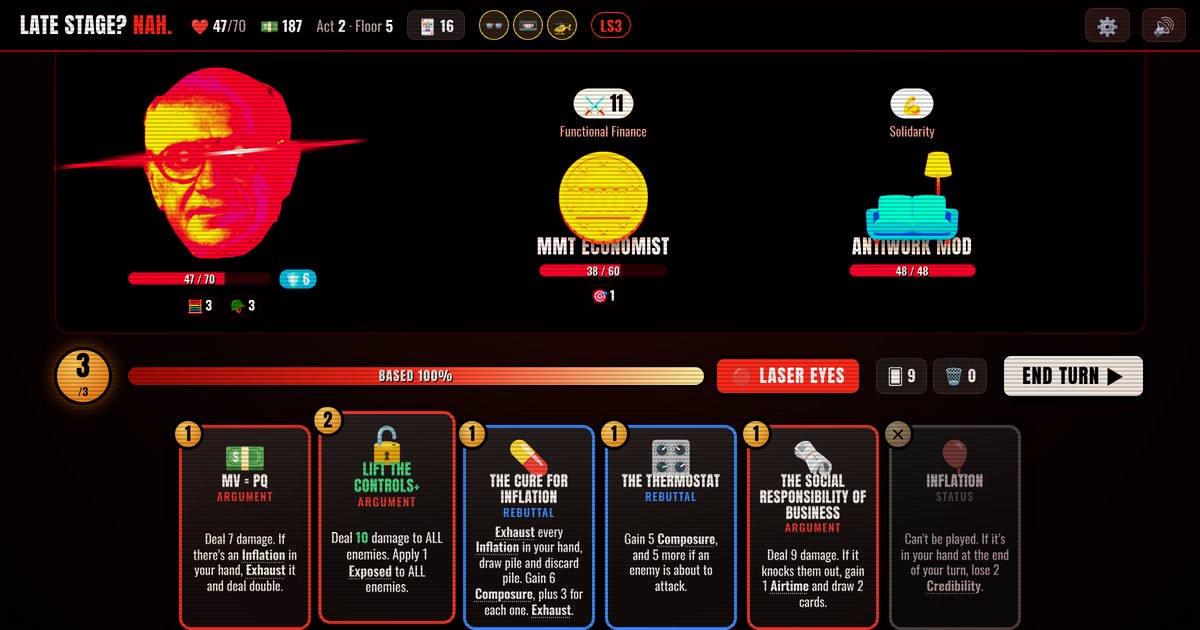 LATE STAGE? NAH.
47/70
187
Act 2 · Floor 5
16
LS3
11
Functional Finance
Solidarity
MMT ECONOMIST
ANTIWORK MOD
47 / 70
6
38 / 60
48 / 48
3
3
1
3
/3
BASED 100%
LASER EYES
9
0
END TURN
1
MV = PQ
ARGUMENT
Deal 7 damage. If
there's an Inflation in
your hand, Exhaust it
and deal double.
2
LIFT THE
CONTROLS+
ARGUMENT
Deal 10 damage to ALL
enemies. Apply 1
Exposed to ALL
enemies.
1
THE CURE FOR
INFLATION
REBUTTAL
Exhaust every
Inflation in your hand,
draw pile and discard
pile. Gain 6
Composure, plus 3 for
each one. Exhaust.
1
THE THERMOSTAT
REBUTTAL
Gain 5 Composure,
and 5 more if an
enemy is about to
attack.
1
THE SOCIAL
RESPONSIBILITY OF
BUSINESS
ARGUMENT
Deal 9 damage. If it
knocks them out, gain
1 Airtime and draw 2
cards.
INFLATION
STATUS
Can't be played. If it's
in your hand at the end
of your turn, lose 2
Credibility.